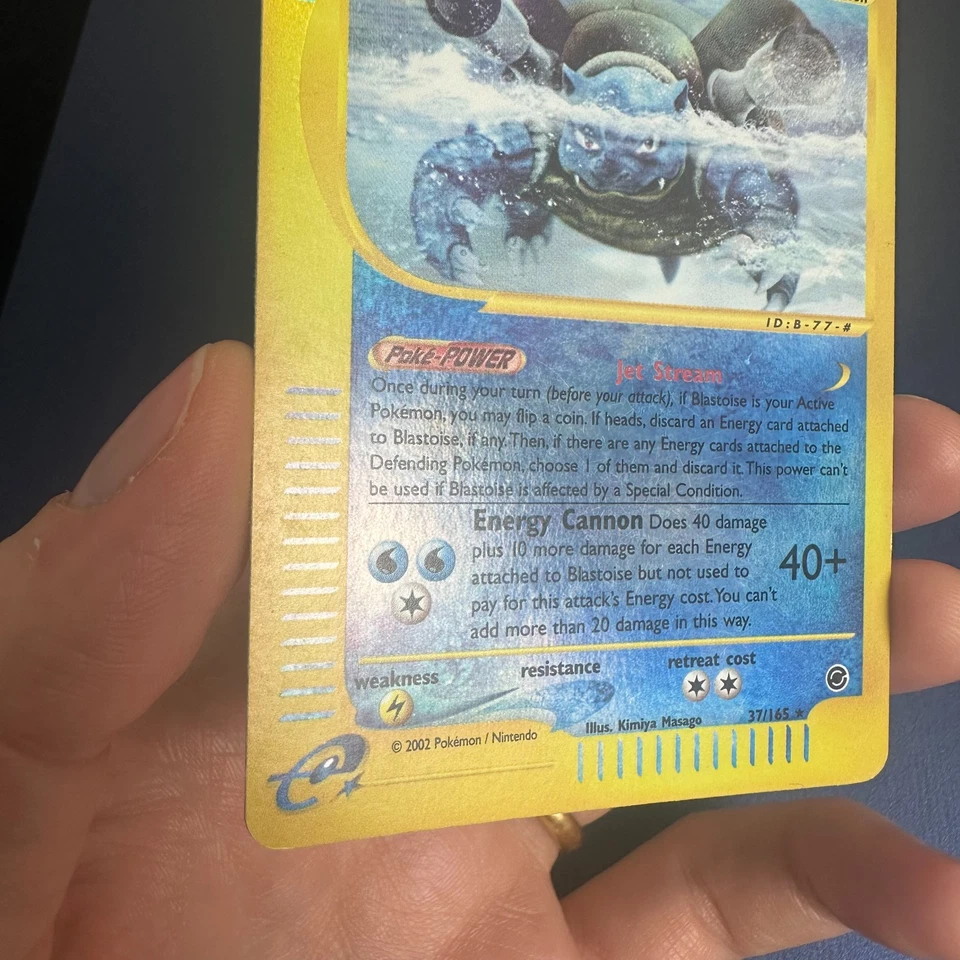 ID:B-77-#
Poké-POWER
Jet Stream
Once during your turn (before your attack), if Blastoise is your Active
Pokémon, you may flip a coin. If heads, discard an Energy card attached
to Blastoise, if any. Then, if there are any Energy cards attached to the
Defending Pokémon, choose 1 of them and discard it. This power can't
be used if Blastoise is affected by a Special Condition.
Energy Cannon Does 40 damage
plus 10 more damage for each Energy
attached to Blastoise but not used to
pay for this attack's Energy cost. You can't
add more than 20 damage in this way.
40+
weakness
resistance
retreat cost
Illus. Kimiya Masago
37/165
© 2002 Pokémon / Nintendo